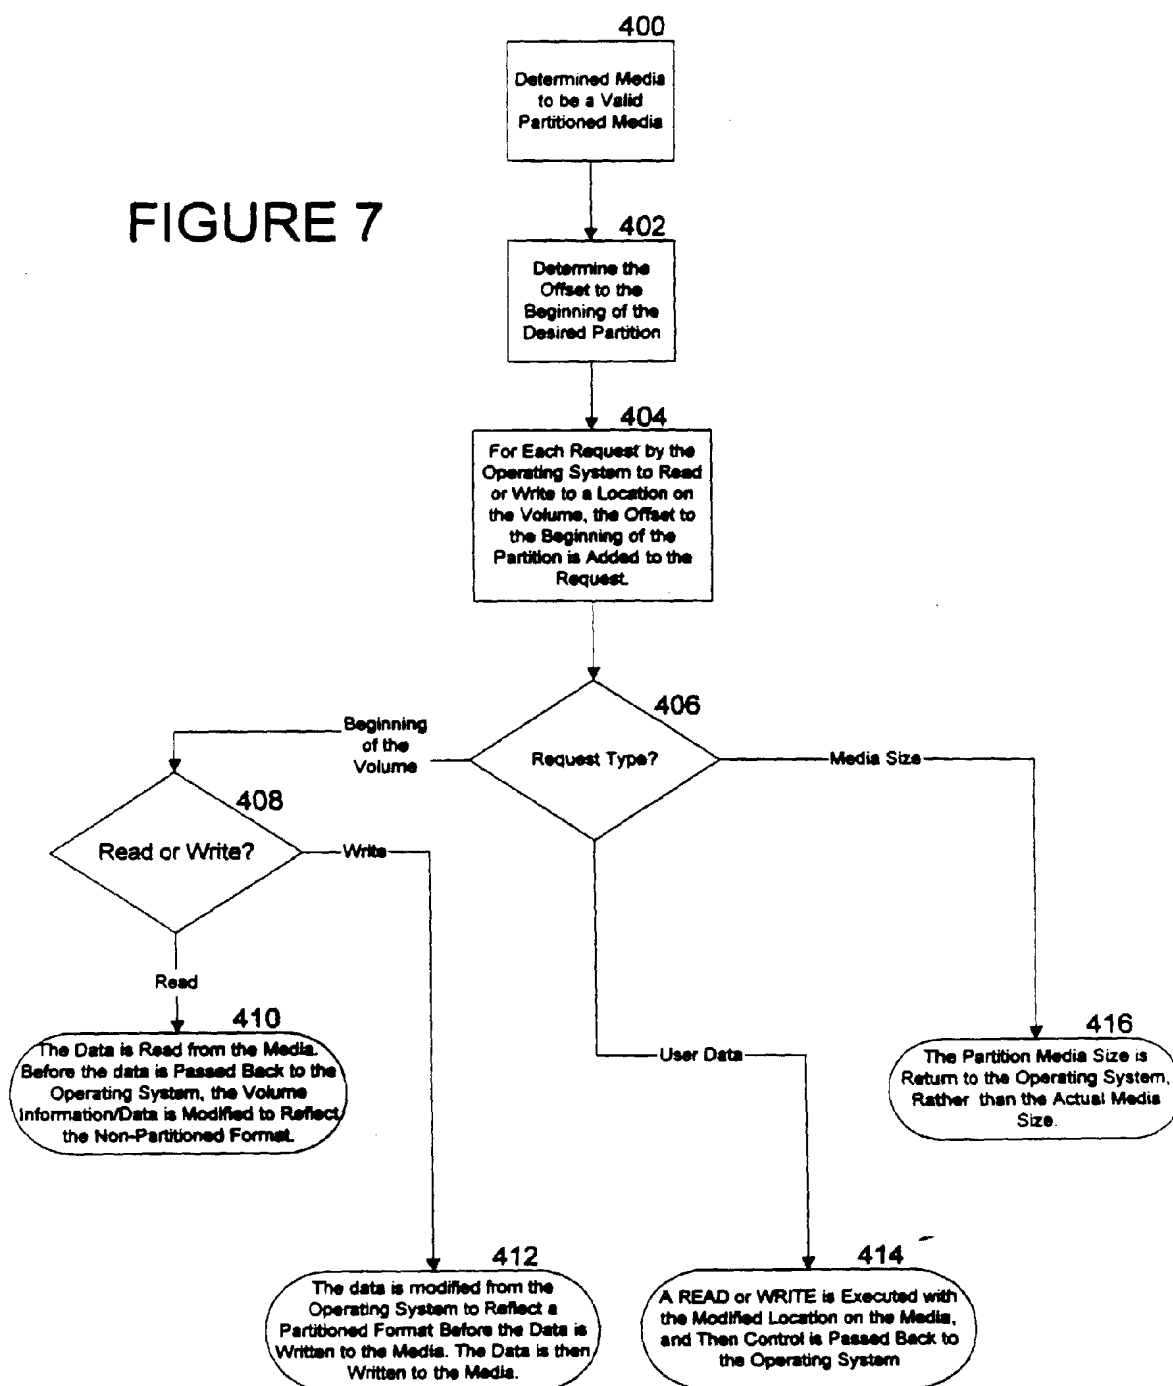 400
Determined Media
to be a Valid
Partitioned Media
FIGURE 7
402
Determine the
Offset to the
Beginning of the
Desired Partition
404
For Each Request by the
Operating System to Read
or Write to a Location on
the Volume, the Offset to
the Beginning of the
Partition is Added to the
Request.
406
Request Type?
Beginning
of the
Volume
Media Size
408
Read or Write?
Write
Read
User Data
410
The Data is Read from the Media.
Before the data is Passed Back to the
Operating System, the Volume
Information/Data is Modified to Reflect
the Non-Partitioned Format.
416
The Partition Media Size is
Return to the Operating System,
Rather than the Actual Media
Size.
412
The data is modified from the
Operating System to Reflect a
Partitioned Format Before the Data is
Written to the Media. The Data is then
Written to the Media.
414
A READ or WRITE is Executed with
the Modified Location on the Media,
and Then Control is Passed Back to
the Operating System